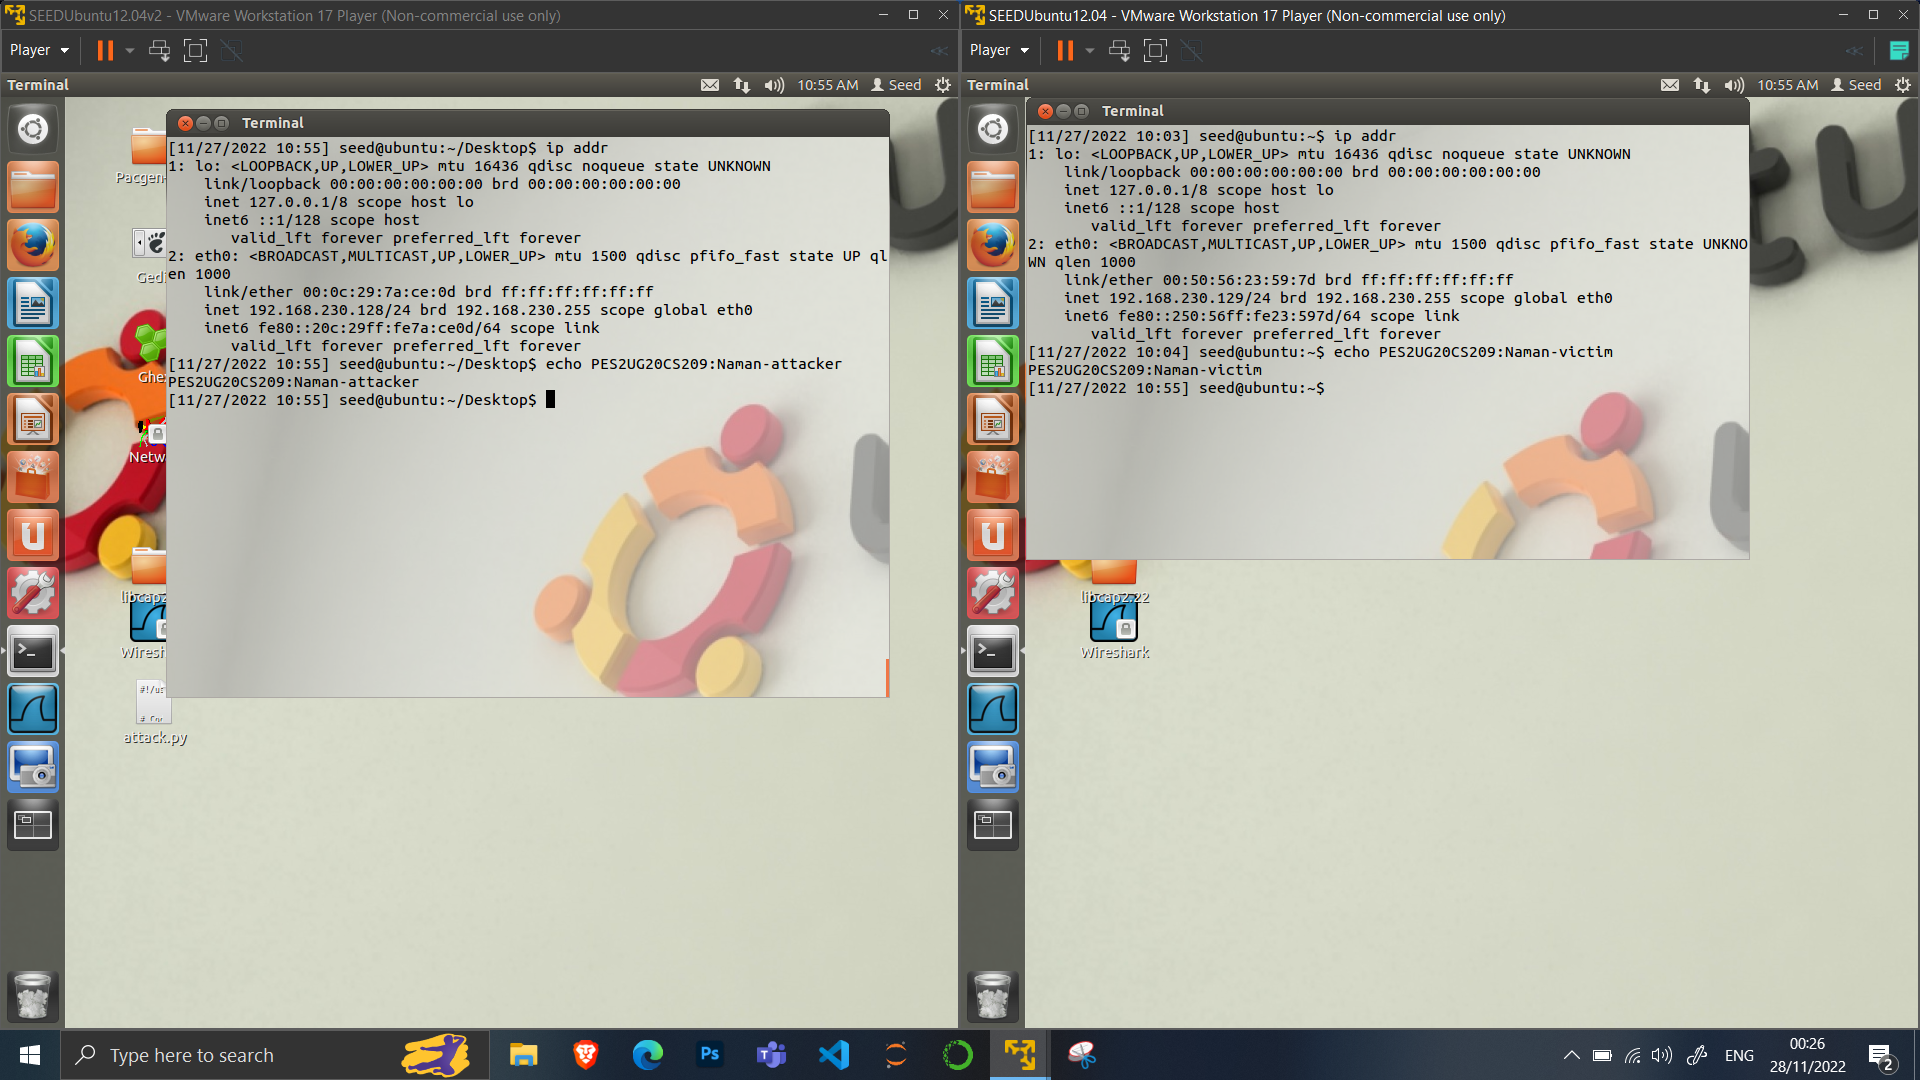 SEEDUbuntu12.04v2 - VMware Workstation 17 Player (Non-commercial use only)
Player
Terminal
10:55 AM
Seed
Terminal
[11/27/2022 10:55] seed@ubuntu:~/Desktop$ ip addr
1: lo: <LOOPBACK,UP,LOWER_UP> mtu 16436 qdisc noqueue state UNKNOWN
link/loopback 00:00:00:00:00:00 brd 00:00:00:00:00:00
inet 127.0.0.1/8 scope host lo
inet6 ::1/128 scope host
valid_lft forever preferred_lft forever
2: eth0: <BROADCAST,MULTICAST,UP,LOWER_UP> mtu 1500 qdisc pfifo_fast state UP ql
en 1000
link/ether 00:0c:29:7a:ce:0d brd ff:ff:ff:ff:ff:ff
inet 192.168.230.128/24 brd 192.168.230.255 scope global eth0
inet6 fe80::20c:29ff:fe7a:ce0d/64 scope link
valid_lft forever preferred_lft forever
[11/27/2022 10:55] seed@ubuntu:~/Desktop$ echo PES2UG20CS209:Naman-attacker
PES2UG20CS209:Naman-attacker
[11/27/2022 10:55] seed@ubuntu:~/Desktop$
Pacgen
Gedi
Ghe
Netw
libcap2
Wiresh
#!/us
attack.py
SEEDUbuntu12.04 - VMware Workstation 17 Player (Non-commercial use only)
Player
Terminal
10:55 AM
Seed
Terminal
[11/27/2022 10:03] seed@ubuntu:~$ ip addr
1: lo: <LOOPBACK,UP,LOWER_UP> mtu 16436 qdisc noqueue state UNKNOWN
link/loopback 00:00:00:00:00:00 brd 00:00:00:00:00:00
inet 127.0.0.1/8 scope host lo
inet6 ::1/128 scope host
valid_lft forever preferred_lft forever
2: eth0: <BROADCAST,MULTICAST,UP,LOWER_UP> mtu 1500 qdisc pfifo_fast state UNKNO
WN qlen 1000
link/ether 00:50:56:23:59:7d brd ff:ff:ff:ff:ff:ff
inet 192.168.230.129/24 brd 192.168.230.255 scope global eth0
inet6 fe80::250:56ff:fe23:597d/64 scope link
valid_lft forever preferred_lft forever
[11/27/2022 10:04] seed@ubuntu:~$ echo PES2UG20CS209:Naman-victim
PES2UG20CS209:Naman-victim
[11/27/2022 10:55] seed@ubuntu:~$
libcap2.22
Wireshark
Type here to search
Ps
ENG
00:26
28/11/2022
2